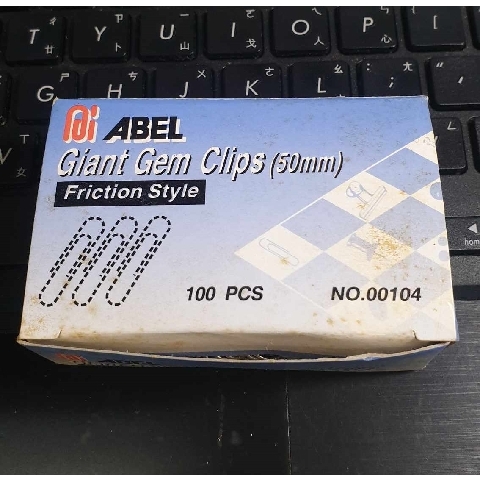 T
Y
U
I
O
P
G
H
J
K
L
V
ABEL
Giant Gem Clips (50mm)
Friction Style
100 PCS
NO.00104